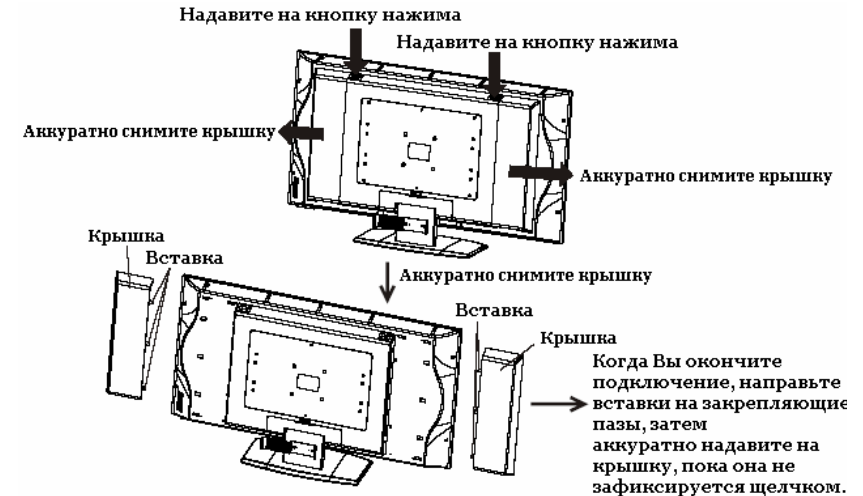 Надавите на кнопку нажима
Надавите на кнопку нажима
Аккуратно снимите крышку
Аккуратно снимите крышку
Крышка
Вставка
Аккуратно снимите крышку
Вставка
Крышка
Когда Вы окончите
подключение, направьте
вставки на закрепляющие
пазы, затем
аккуратно надавите на
крышку, пока она не
зафиксируется щелчком.